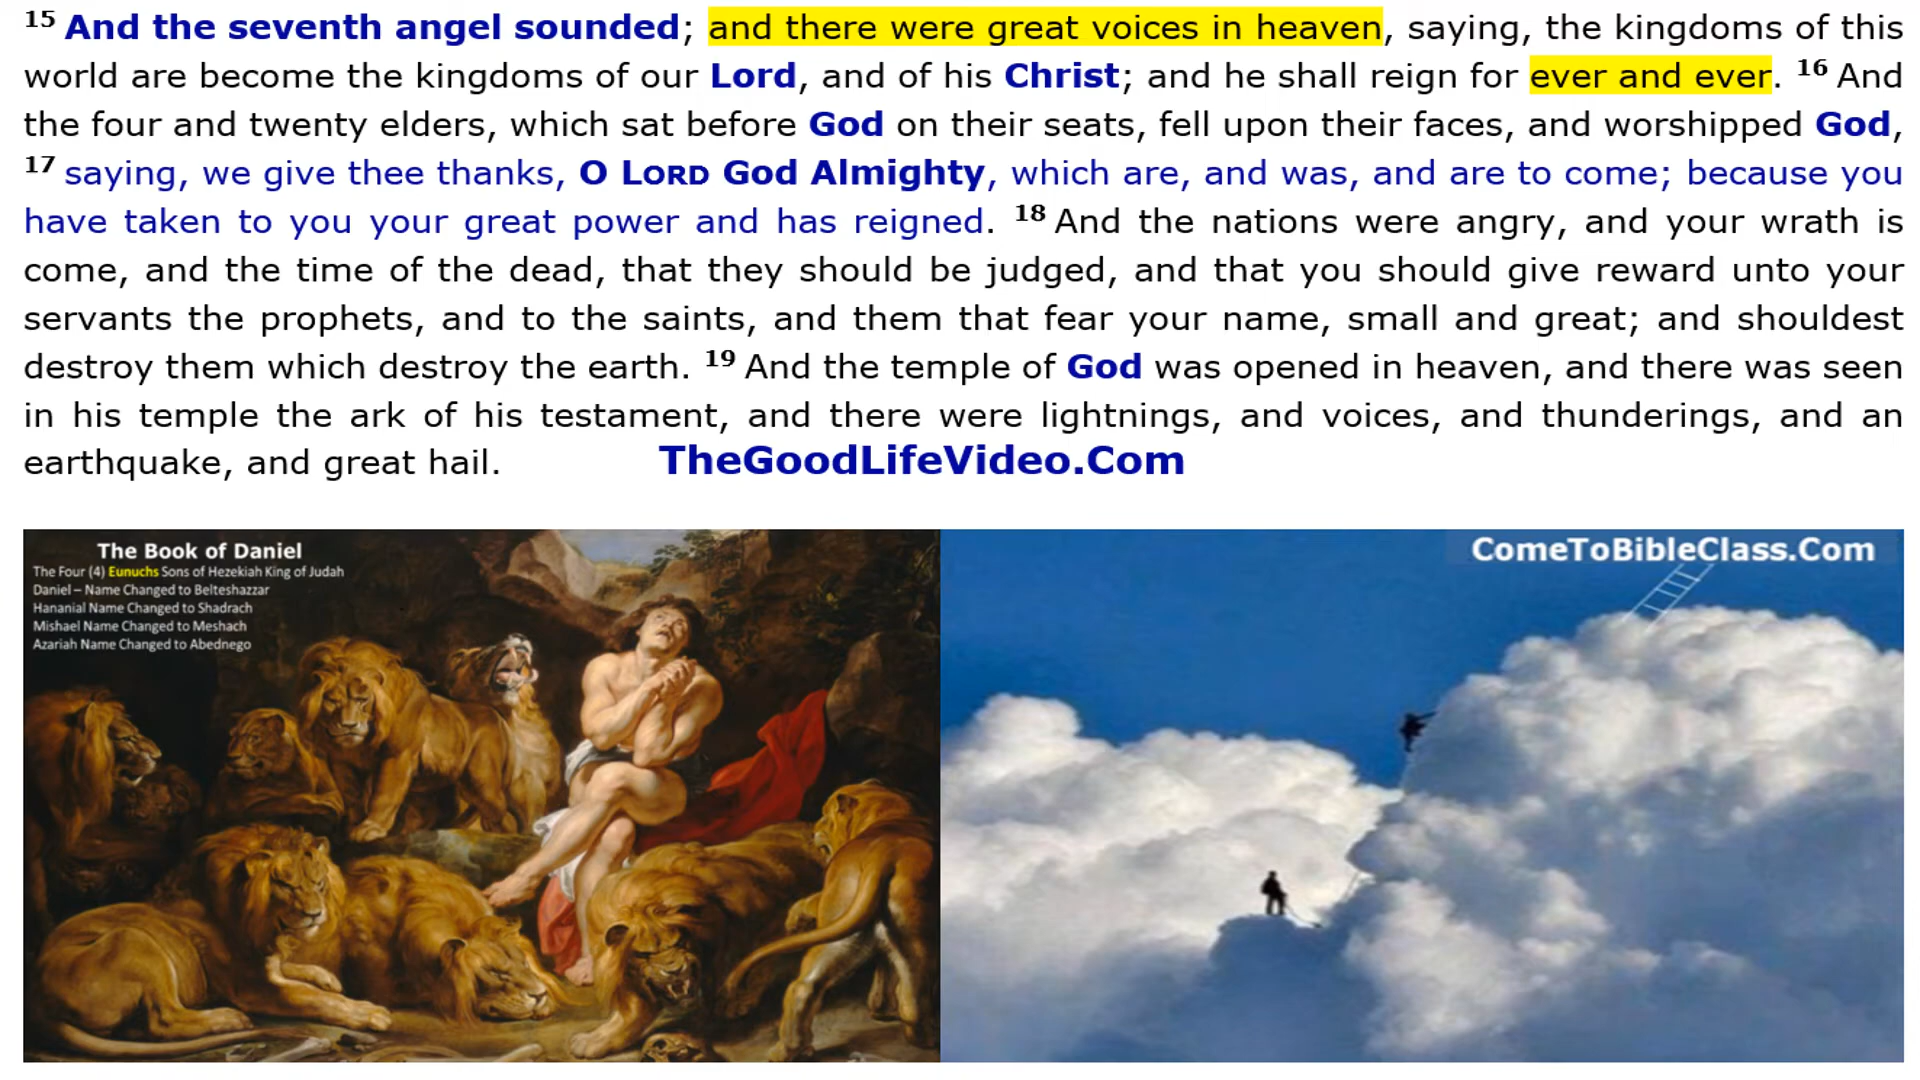 15 And the seventh angel sounded; and there were great voices in heaven, saying, the kingdoms of this
world are become the kingdoms of our Lord, and of his Christ; and he shall reign for ever and ever. 16 And
the four and twenty elders, which sat before God on their seats, fell upon their faces, and worshipped God,
17 saying, we give thee thanks, O LORD God Almighty, which are, and was, and are to come; because you
have taken to you your great power and has reigned. 18 And the nations were angry, and your wrath is
come, and the time of the dead, that they should be judged, and that you should give reward unto your
servants the prophets, and to the saints, and them that fear your name, small and great; and shouldest
destroy them which destroy the earth. 19 And the temple of God was opened in heaven, and there was seen
in his temple the ark of his testament, and there were lightnings, and voices, and thunderings, and an
earthquake, and great hail. TheGoodLifeVideo.Com
The Book of Daniel
The Four (4) Eunuchs Sons of Hezekiah King of Judah
Daniel – Name Changed to Belteshazzar
Hananial Name Changed to Shadrach
Mishael Name Changed to Meshach
Azariah Name Changed to Abednego
ComeToBibleClass.Com